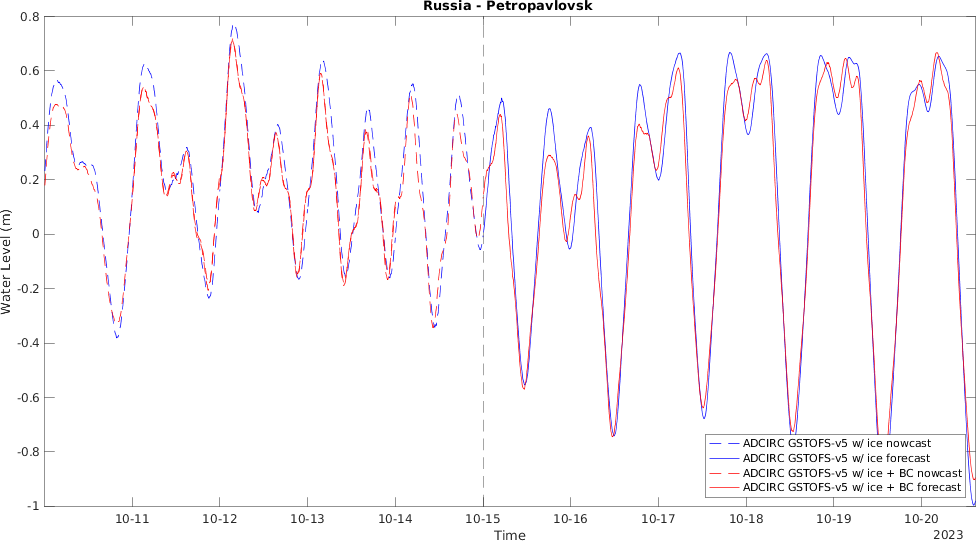 Russia - Petropavlovsk
0.8
0.6
0.4
0.2
0
-0.2
-0.4
-0.6
-0.8
-1
Water Level (m)
ADCIRC GSTOFS-v5 w/ ice nowcast
ADCIRC GSTOFS-v5 w/ ice forecast
ADCIRC GSTOFS-v5 w/ ice + BC nowcast
ADCIRC GSTOFS-v5 w/ ice + BC forecast
10-11 10-12 10-13 10-14 10-15 10-16 10-17 10-18 10-19 10-20
Time
2023